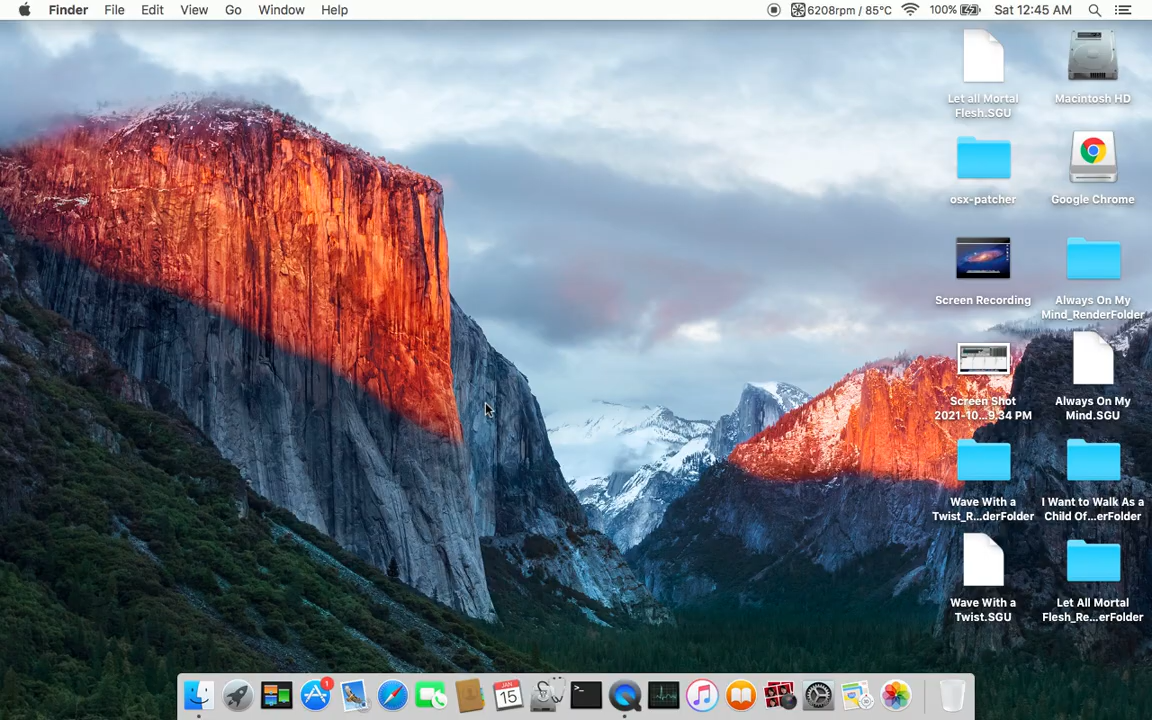 Finder File Edit View Go Window Help 6208rpm / 85°C 100% Sat 12:45 AM
Let all Mortal
Flesh.SGU
Macintosh HD
osx-patcher
Google Chrome
Screen Recording
Always On My
Mind_RenderFolder
Screen Shot
2021-10...9.34 PM
Always On My
Mind.SGU
Wave With a
Twist_R...derFolder
I Want to Walk As a
Child Of...erFolder
Wave With a
Twist.SGU
Let All Mortal
Flesh_Re...erFolder
1
JAN
15
>_